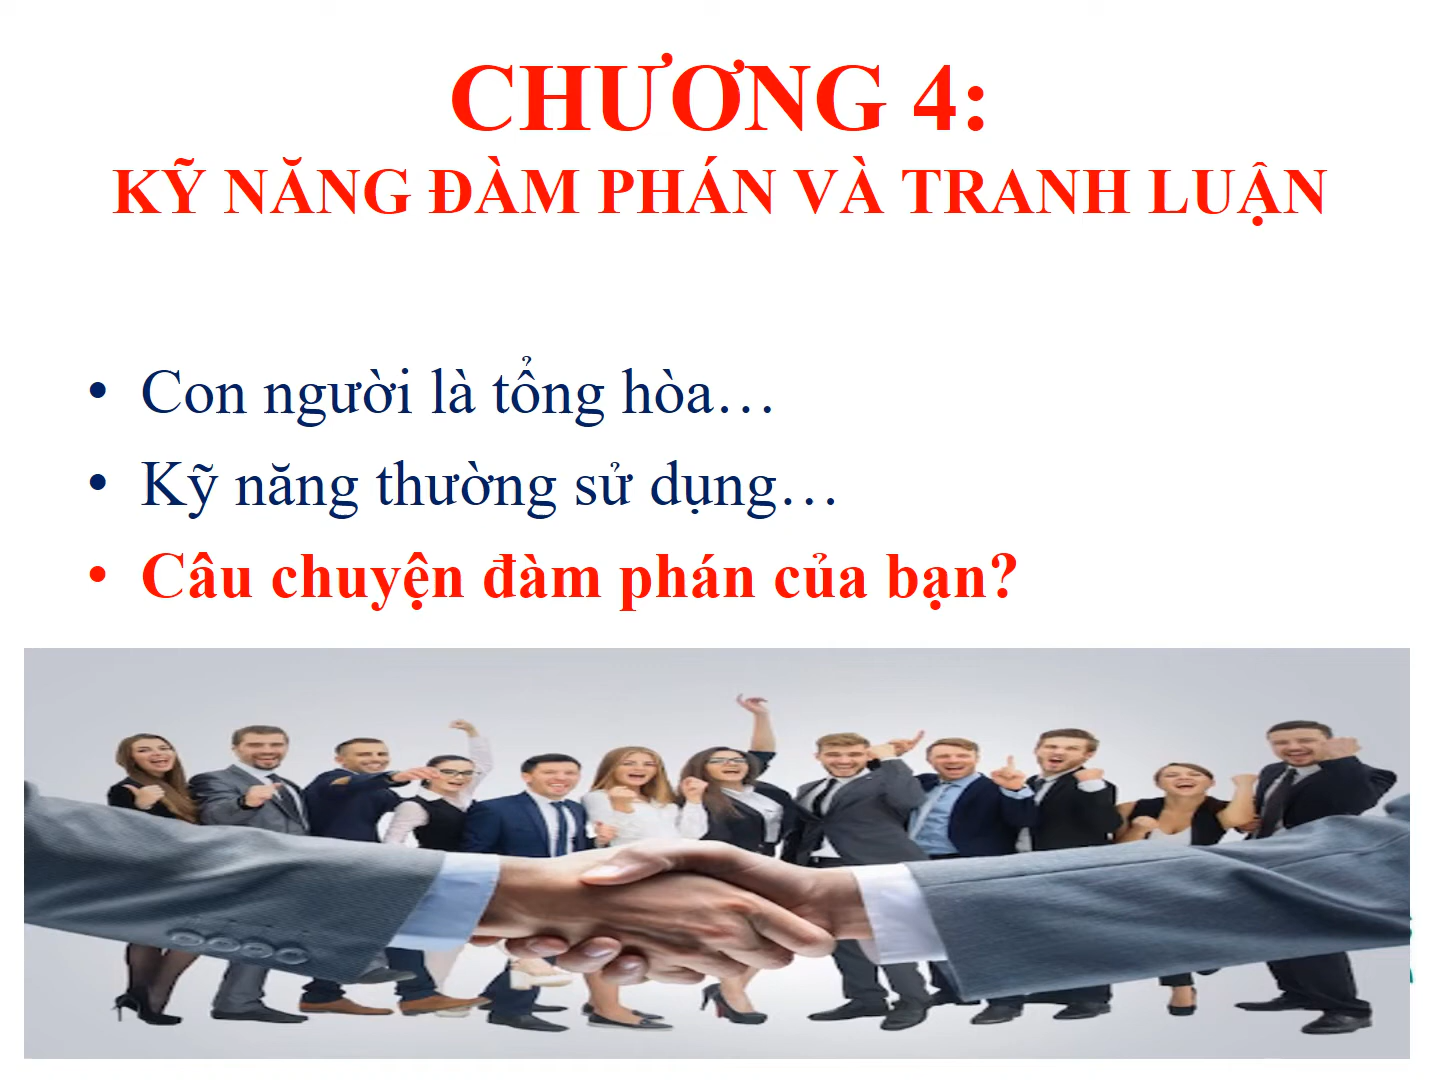 CHƯƠNG 4:
KỸ NĂNG ĐÀM PHÁN VÀ TRANH LUẬN
• Con người là tổng hòa…
• Kỹ năng thường sử dụng…
• Câu chuyện đàm phán của bạn?